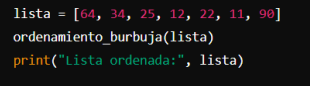 lista = [64, 34, 25, 12, 22, 11, 90]
ordenamiento_burbuja(lista)
print("Lista ordenada:", lista)